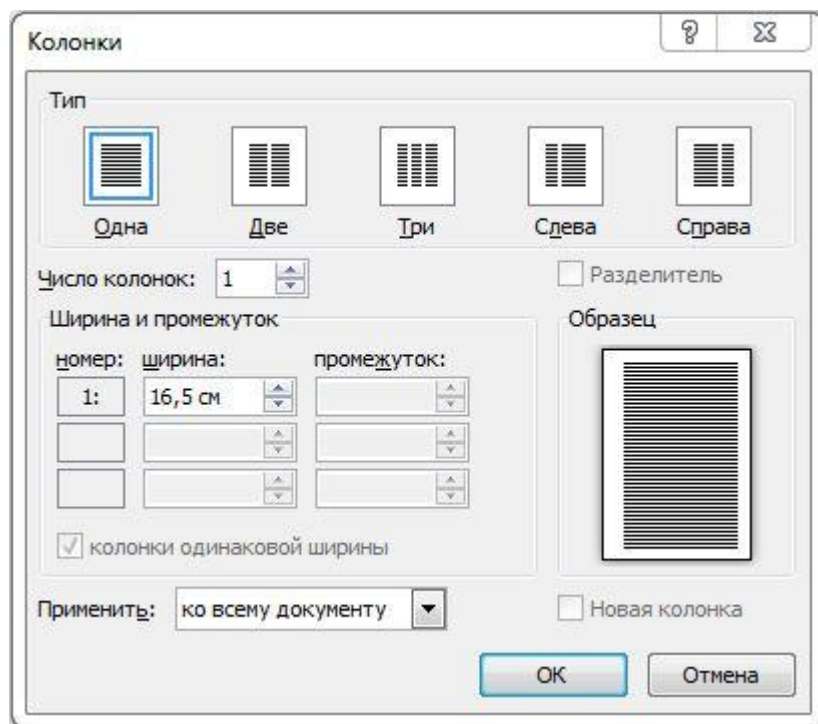 Колонки
Тип
Одна Две Три Слева Справа
Число колонок: 1 Разделитель
Ширина и промежуток Образец
номер: ширина: промежуток:
1: 16,5 см
колонки одинаковой ширины
Применить: ко всему документу Новая колонка
ОК Отмена